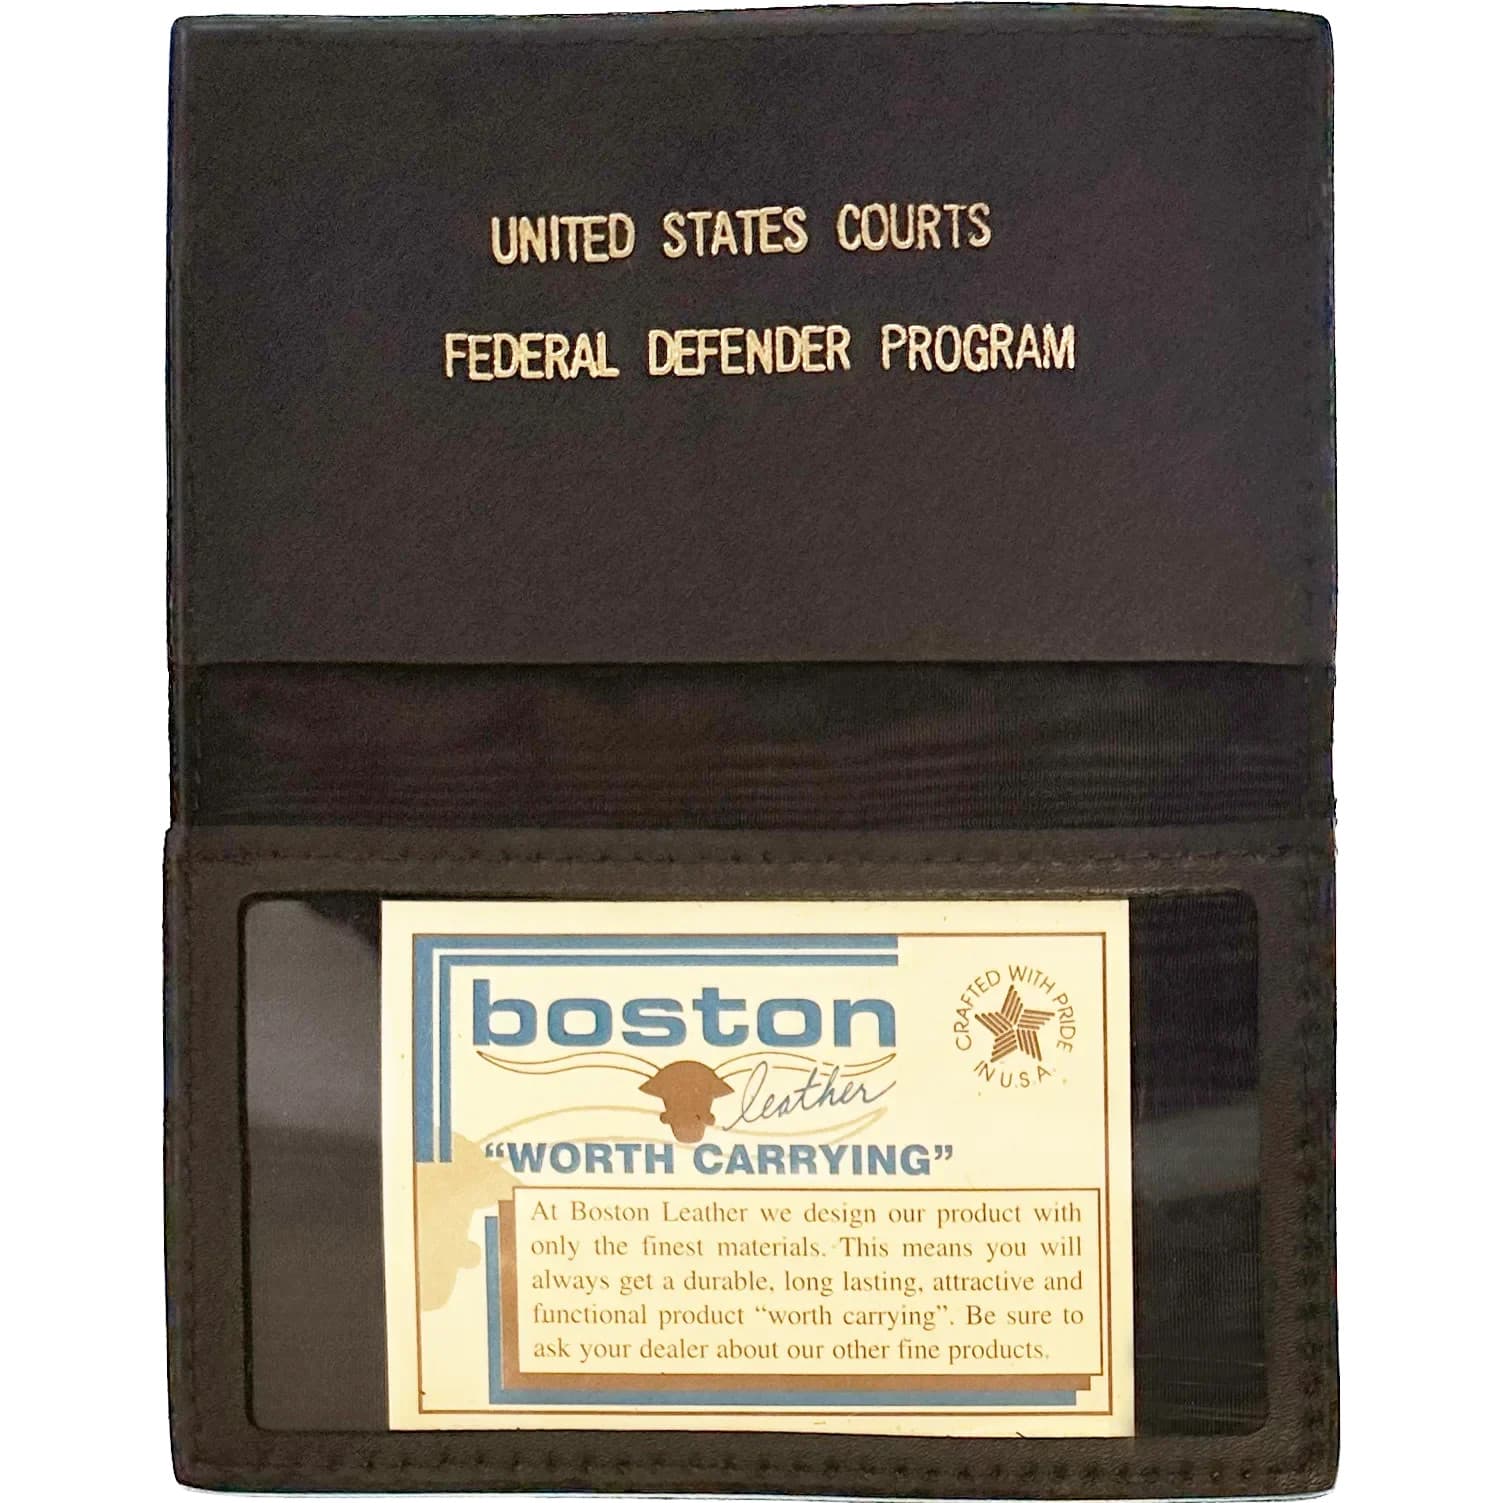 UNITED STATES COURTS
FEDERAL DEFENDER PROGRAM
boston
leather
"WORTH CARRYING"
CRAFTED WITH PRIDE
IN U.S.A.
At Boston Leather we design our product with
only the finest materials. This means you will
always get a durable, long lasting, attractive and
functional product "worth carrying". Be sure to
ask your dealer about our other fine products.